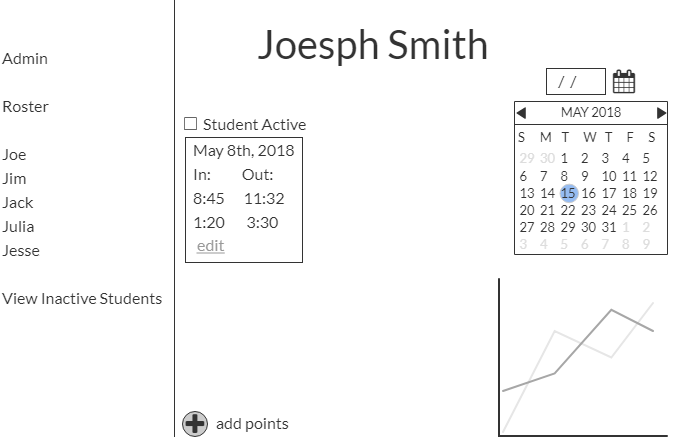 Joesph Smith
Admin
Roster
Joe
Jim
Jack
Julia
Jesse
View Inactive Students
Student Active
May 8th, 2018
In: Out:
8:45 11:32
1:20 3:30
edit
add points
/ /
MAY 2018
S M T W T F S
29 30 1 2 3 4 5
6 7 8 9 10 11 12
13 14 15 16 17 18 19
20 21 22 23 24 25 26
27 28 29 30 31 1 2
3 4 5 6 7 8 9